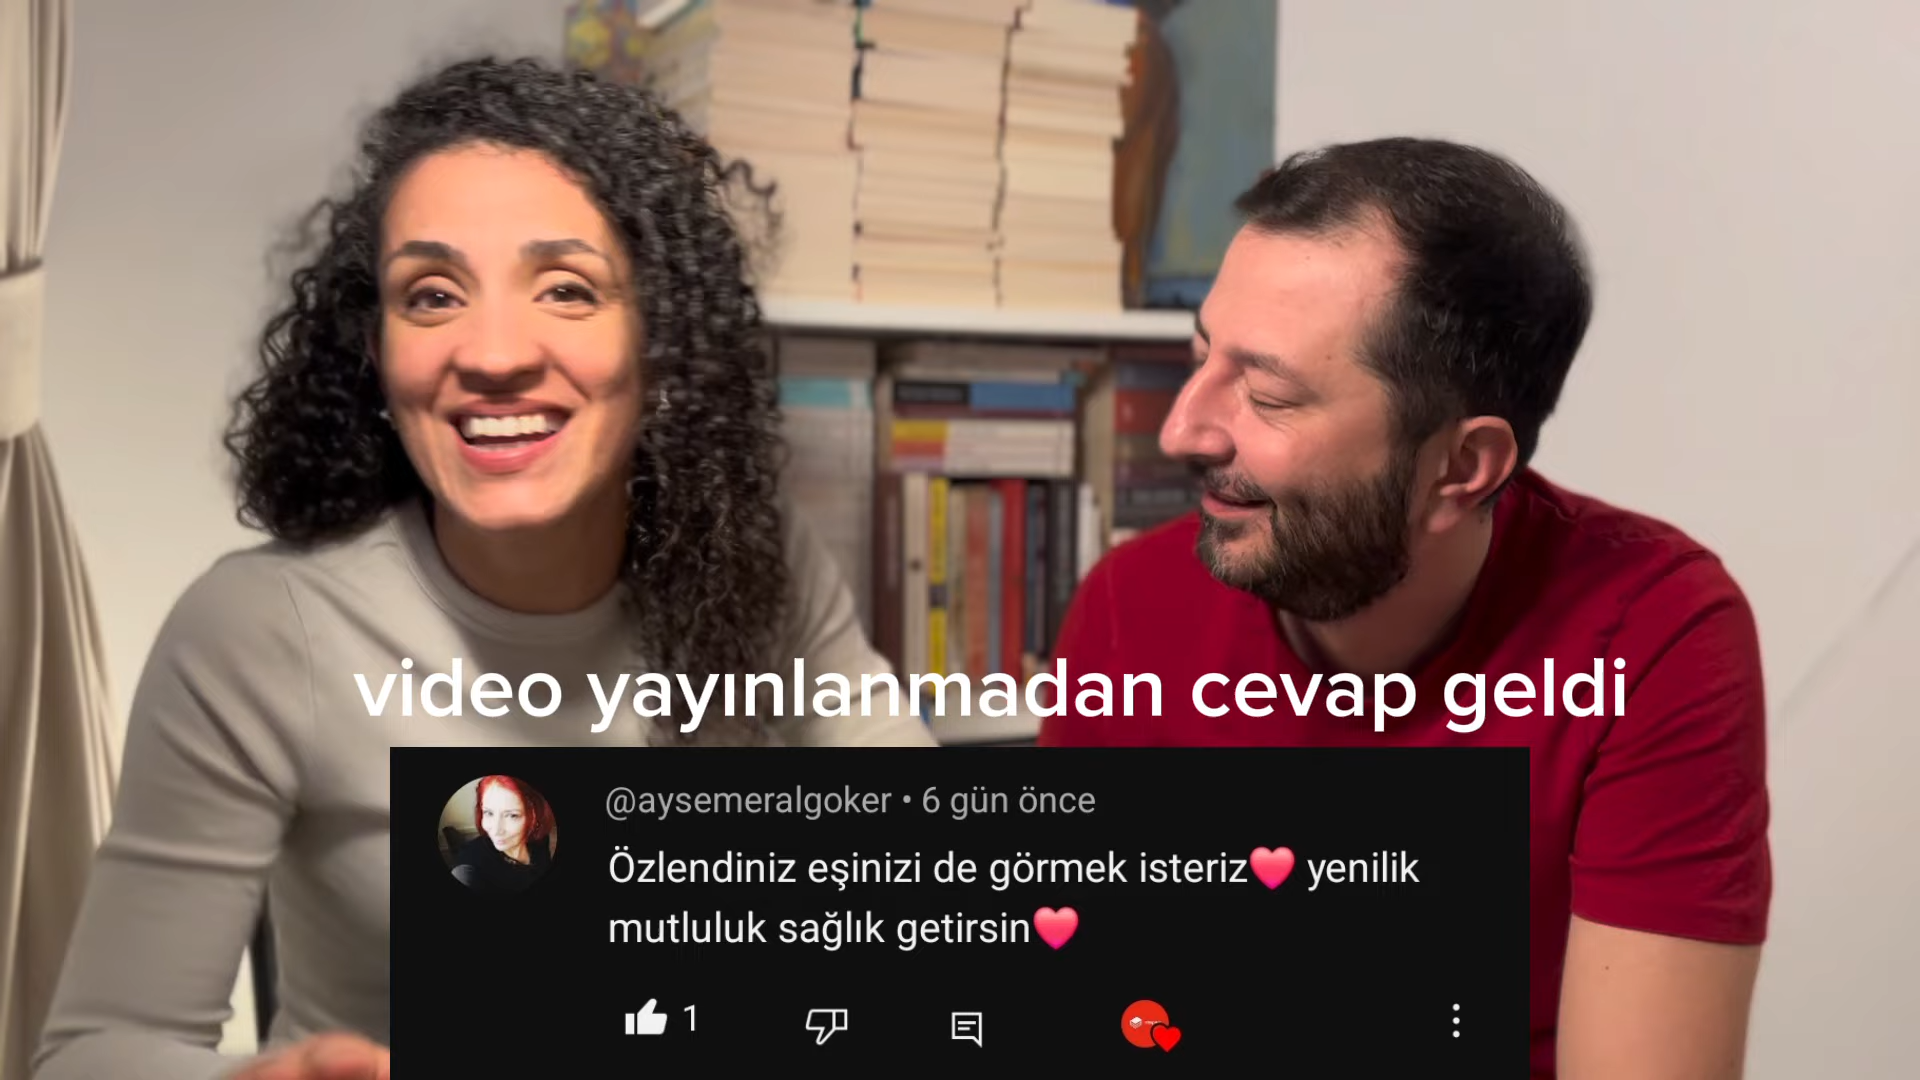 video yayınlanmadan cevap geldi
@aysemeralgoker • 6 gün önce
Özlendiniz eşinizi de görmek isteriz💗 yenilik
mutluluk sağlık getirsin💗
1